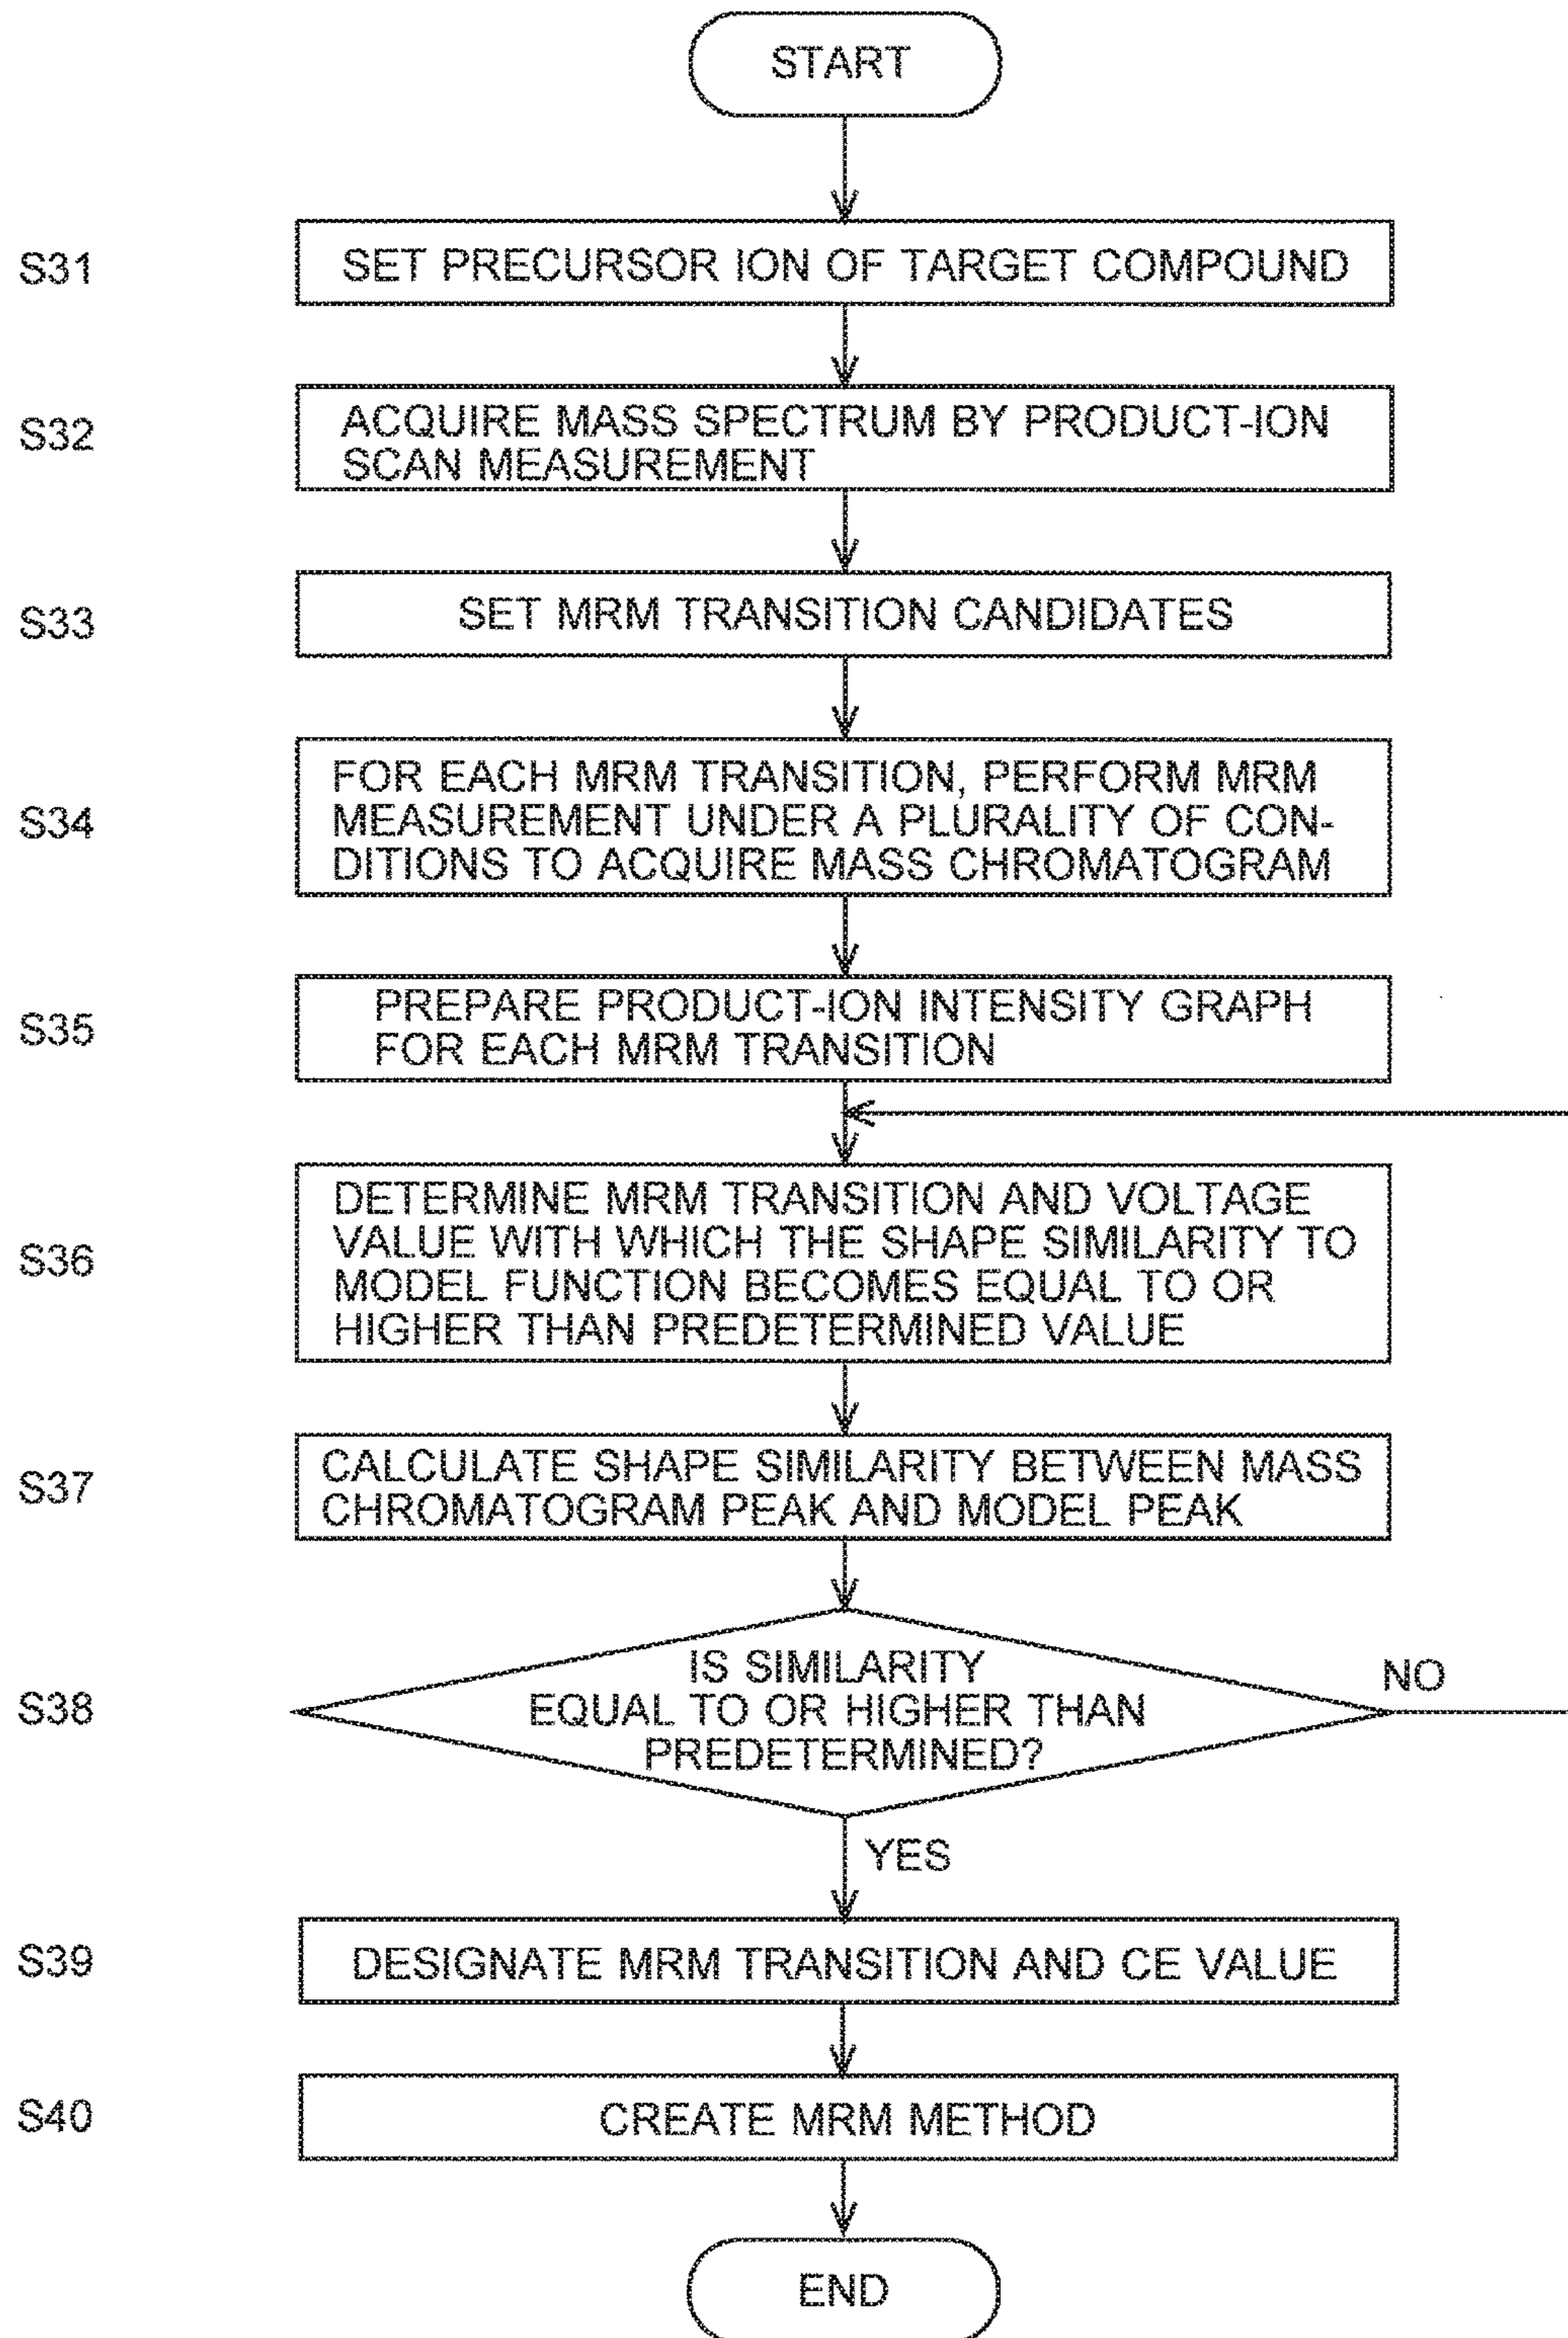 START
S31
SET PRECURSOR ION OF TARGET COMPOUND
S32
ACQUIRE MASS SPECTRUM BY PRODUCT-ION
SCAN MEASUREMENT
S33
SET MRM TRANSITION CANDIDATES
S34
FOR EACH MRM TRANSITION, PERFORM MRM
MEASUREMENT UNDER A PLURALITY OF CON-
DITIONS TO ACQUIRE MASS CHROMATOGRAM
S35
PREPARE PRODUCT-ION INTENSITY GRAPH
FOR EACH MRM TRANSITION
S36
DETERMINE MRM TRANSITION AND VOLTAGE
VALUE WITH WHICH THE SHAPE SIMILARITY TO
MODEL FUNCTION BECOMES EQUAL TO OR
HIGHER THAN PREDETERMINED VALUE
S37
CALCULATE SHAPE SIMILARITY BETWEEN MASS
CHROMATOGRAM PEAK AND MODEL PEAK
S38
IS SIMILARITY
EQUAL TO OR HIGHER THAN
PREDETERMINED?
NO
YES
S39
DESIGNATE MRM TRANSITION AND CE VALUE
S40
CREATE MRM METHOD
END